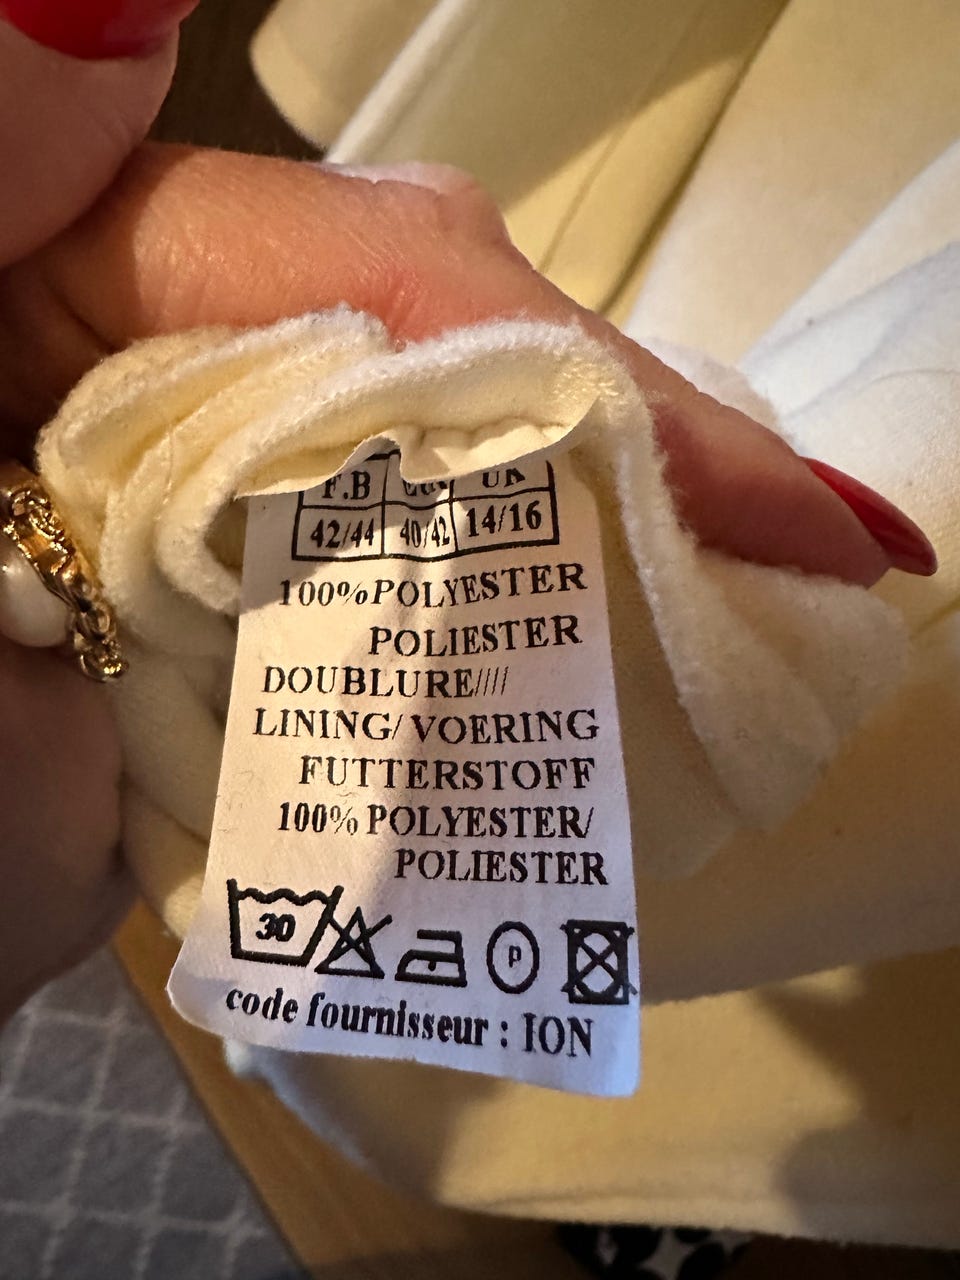 F.B UK
42/44 40/42 14/16
100% POLYESTER
POLIESTER
DOUBLURE////
LINING/VOERING
FUTTERSTOFF
100% POLYESTER/
POLIESTER
30 P
code fournisseur : ION